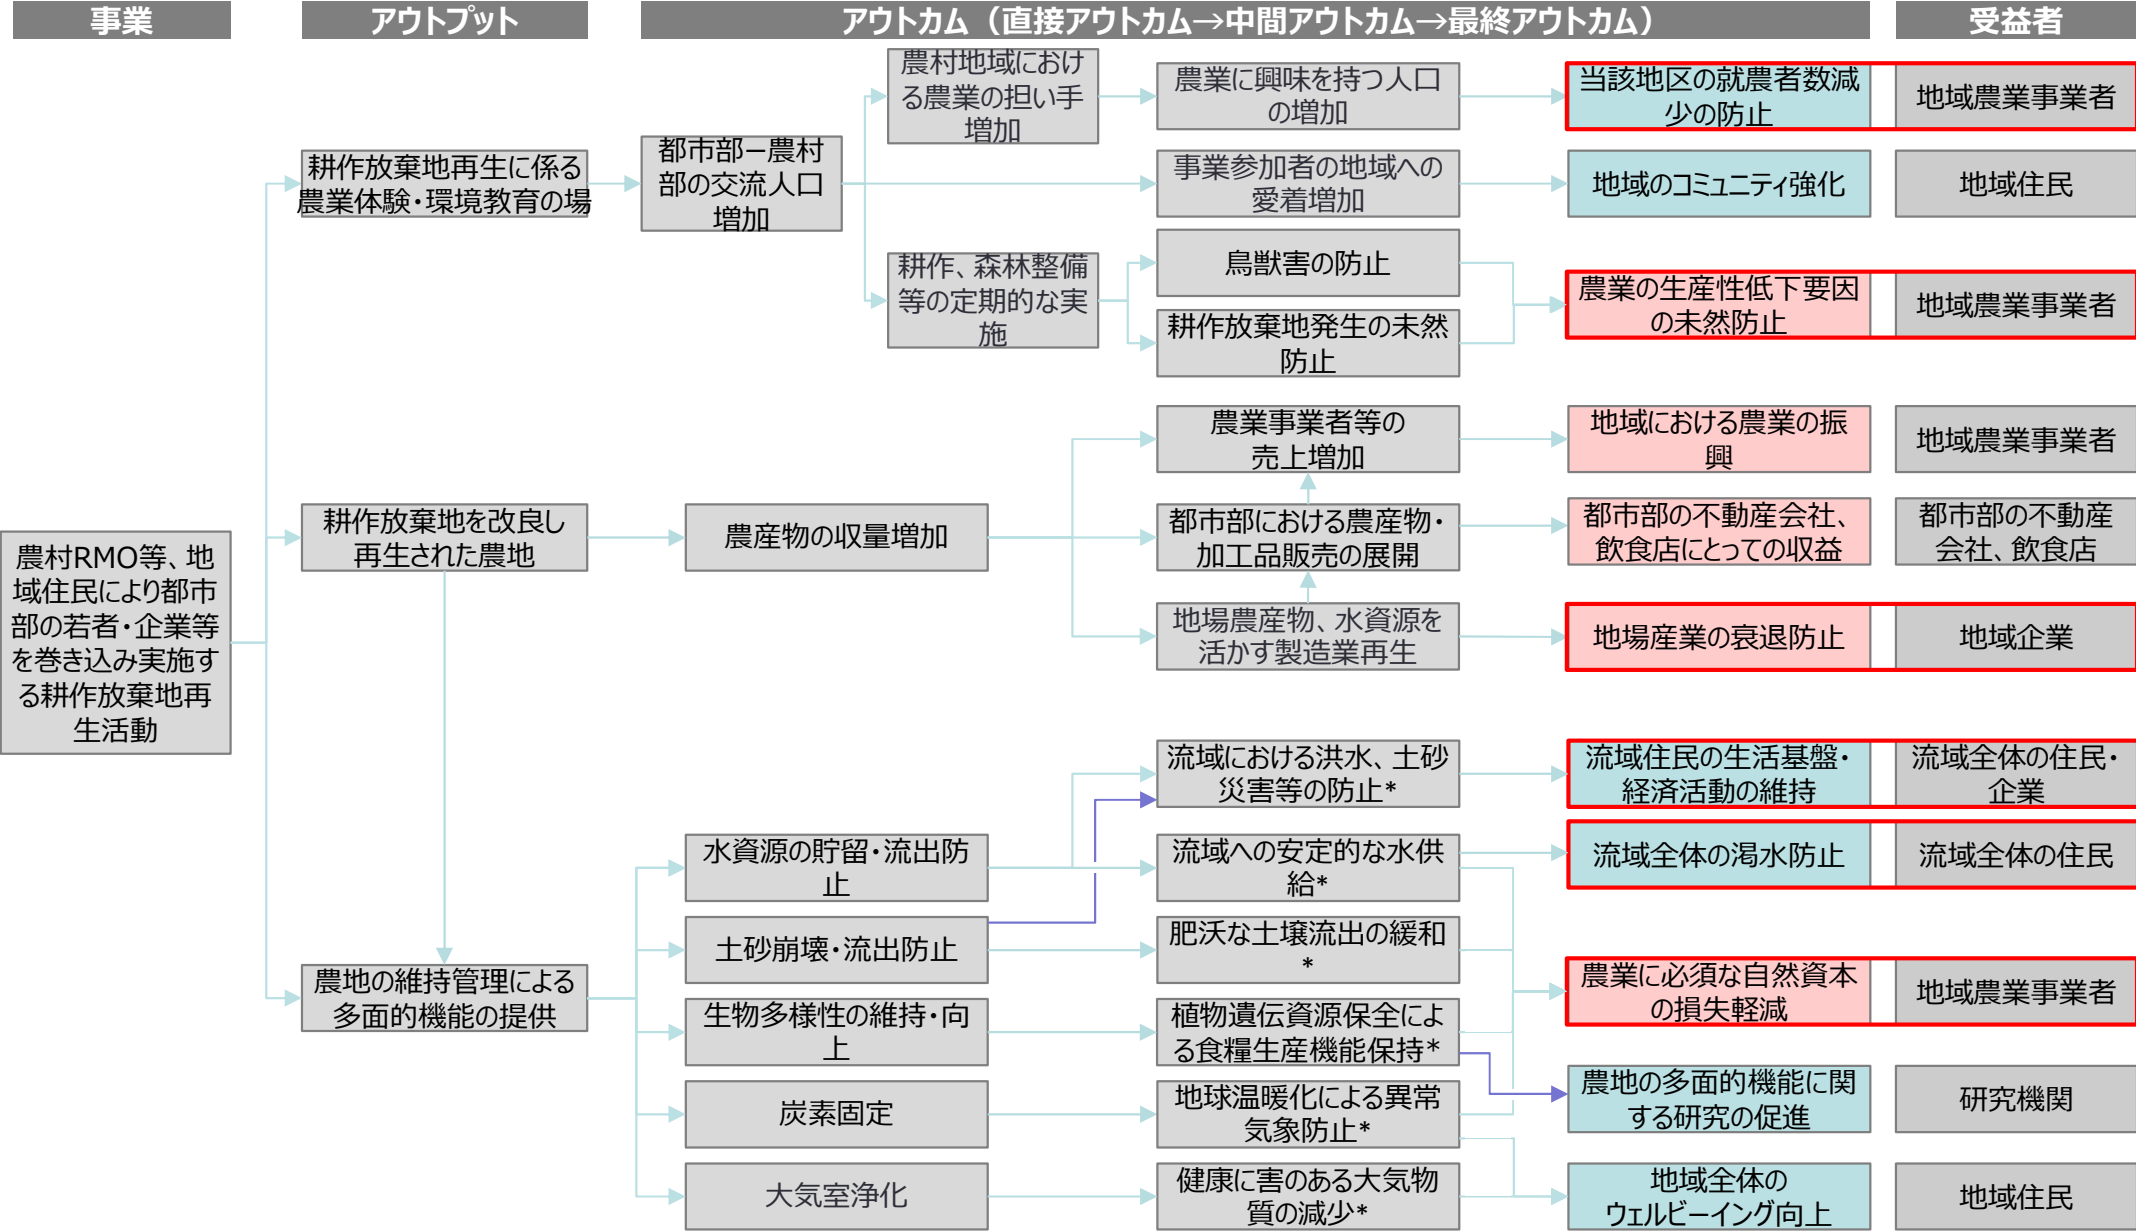 事業
アウトプット
アウトカム（直接アウトカム→中間アウトカム→最終アウトカム）
受益者
農村RMO等、地
域住民により都市
部の若者・企業等
を巻き込み実施す
る耕作放棄地再
生活動
耕作放棄地再生に係る
農業体験・環境教育の場
都市部－農村
部の交流人口
増加
農村地域におけ
る農業の担い手
増加
農業に興味を持つ人口
の増加
当該地区の就農者数減
少の防止
地域農業事業者
事業参加者の地域への
愛着増加
地域のコミュニティ強化
地域住民
耕作、森林整備
等の定期的な実
施
鳥獣害の防止
耕作放棄地発生の未然
防止
農業の生産性低下要因
の未然防止
地域農業事業者
耕作放棄地を改良し
再生された農地
農産物の収量増加
農業事業者等の
売上増加
地域における農業の振
興
地域農業事業者
都市部における農産物・
加工品販売の展開
都市部の不動産会社、
飲食店にとっての収益
都市部の不動産
会社、飲食店
地場農産物、水資源を
活かす製造業再生
地場産業の衰退防止
地域企業
農地の維持管理による
多面的機能の提供
流域における洪水、土砂
災害等の防止*
流域住民の生活基盤・
経済活動の維持
流域全体の住民・
企業
水資源の貯留・流出防
止
流域への安定的な水供
給*
流域全体の渇水防止
流域全体の住民
土砂崩壊・流出防止
肥沃な土壌流出の緩和
*
農業に必須な自然資本
の損失軽減
地域農業事業者
生物多様性の維持・向
上
植物遺伝資源保全によ
る食糧生産機能保持*
農地の多面的機能に関
する研究の促進
研究機関
炭素固定
地球温暖化による異常
気象防止*
大気室浄化
健康に害のある大気物
質の減少*
地域全体の
ウェルビーイング向上
地域住民